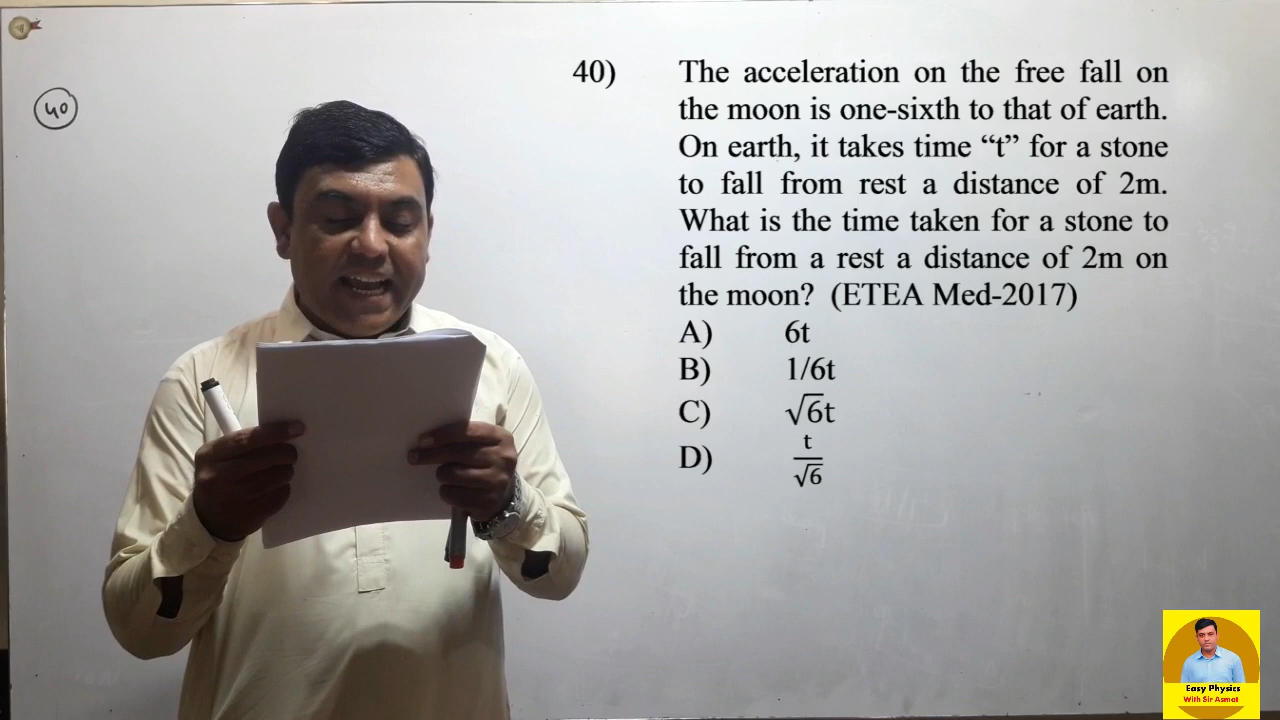 40
40) The acceleration on the free fall on
the moon is one-sixth to that of earth.
On earth, it takes time “t” for a stone
to fall from rest a distance of 2m.
What is the time taken for a stone to
fall from a rest a distance of 2m on
the moon? (ETEA Med-2017)
A) 6t
B) 1/6t
C) √6t
D) t/√6
Easy Physics
With Sir Asmat